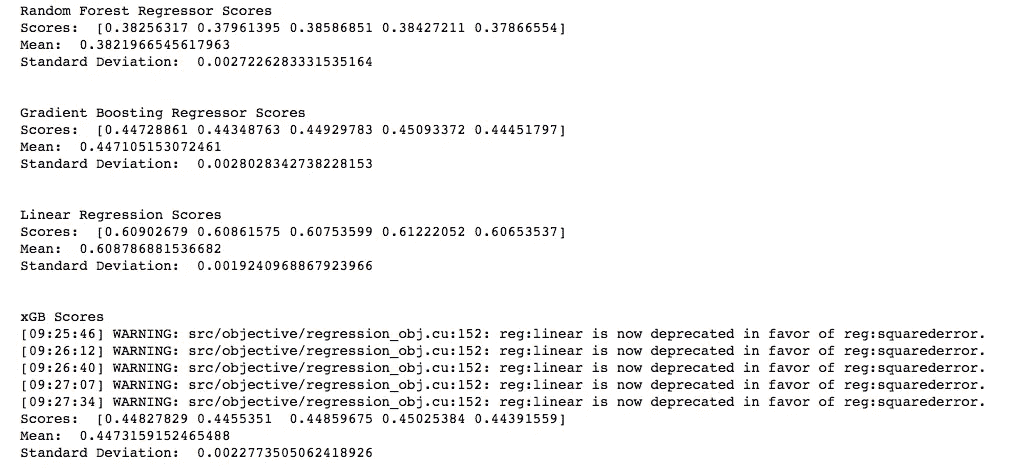 Random Forest Regressor Scores
Scores:  [0.38256317 0.37961395 0.38586851 0.38427211 0.37866554]
Mean:  0.3821966545617963
Standard Deviation:  0.0027226283331535164
Gradient Boosting Regressor Scores
Scores:  [0.44728861 0.44348763 0.44929783 0.45093372 0.44451797]
Mean:  0.447105153072461
Standard Deviation:  0.0028028342738228153
Linear Regression Scores
Scores:  [0.60902679 0.60861575 0.60753599 0.61222052 0.60653537]
Mean:  0.608786881536682
Standard Deviation:  0.0019240968867923966
xGB Scores
[09:25:46] WARNING: src/objective/regression_obj.cu:152: reg:linear is now deprecated in favor of reg:squarederror.
[09:26:12] WARNING: src/objective/regression_obj.cu:152: reg:linear is now deprecated in favor of reg:squarederror.
[09:26:40] WARNING: src/objective/regression_obj.cu:152: reg:linear is now deprecated in favor of reg:squarederror.
[09:27:07] WARNING: src/objective/regression_obj.cu:152: reg:linear is now deprecated in favor of reg:squarederror.
[09:27:34] WARNING: src/objective/regression_obj.cu:152: reg:linear is now deprecated in favor of reg:squarederror.
Scores:  [0.44827829 0.4455351  0.44859675 0.45025384 0.44391559]
Mean:  0.4473159152465488
Standard Deviation:  0.0022773505062418926